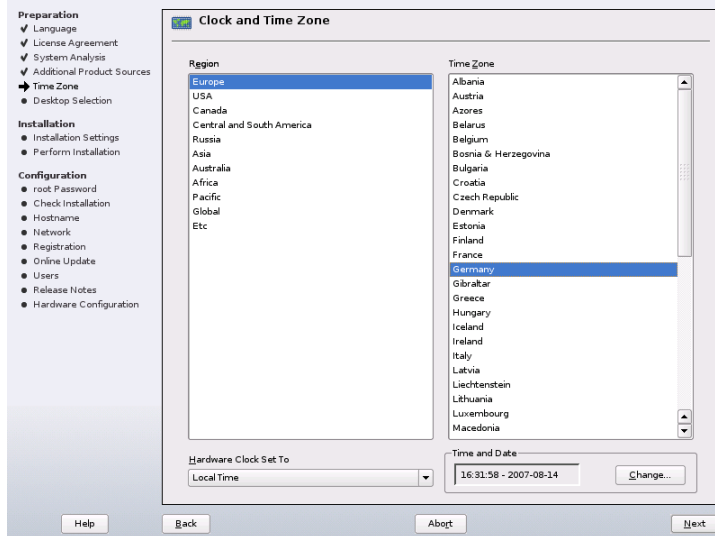 Preparation
Language
License Agreement
System Analysis
Additional Product Sources
Time Zone
Desktop Selection
Installation
Installation Settings
Perform Installation
Configuration
root Password
Check Installation
Hostname
Network
Registration
Online Update
Users
Release Notes
Hardware Configuration
Clock and Time Zone
Region
Europe
USA
Canada
Central and South America
Russia
Asia
Australia
Africa
Pacific
Global
Etc
Time Zone
Albania
Austria
Azores
Belarus
Belgium
Bosnia & Herzegovina
Bulgaria
Croatia
Czech Republic
Denmark
Estonia
Finland
France
Germany
Gibraltar
Greece
Hungary
Iceland
Ireland
Italy
Latvia
Liechtenstein
Lithuania
Luxembourg
Macedonia
Hardware Clock Set To
Local Time
Time and Date
16:31:58 - 2007-08-14
Change...
Help
Back
Abort
Next